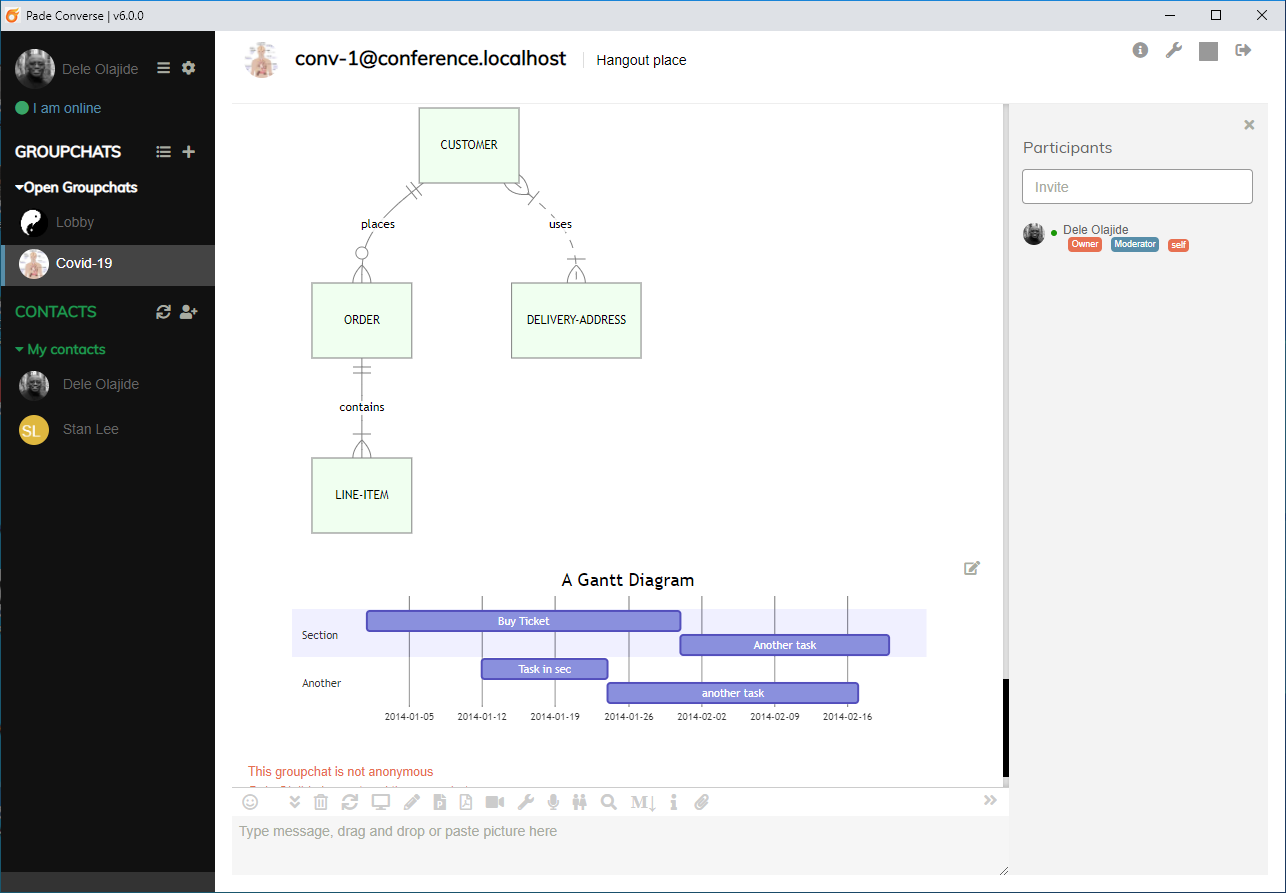 Pade Converse | v6.0.0
Dele Olajide
I am online
GROUPCHATS
Open Groupchats
Lobby
Covid-19
CONTACTS
My contacts
Dele Olajide
SL Stan Lee
conv-1@conference.localhost Hangout place
CUSTOMER
places uses
ORDER DELIVERY-ADDRESS
contains
LINE-ITEM
A Gantt Diagram
Buy Ticket
Section
Another task
Task in sec
Another
another task
2014-01-05 2014-01-12 2014-01-19 2014-01-26 2014-02-02 2014-02-09 2014-02-16
This groupchat is not anonymous
M↓
Type message, drag and drop or paste picture here
Participants
Invite
Dele Olajide
Owner Moderator self